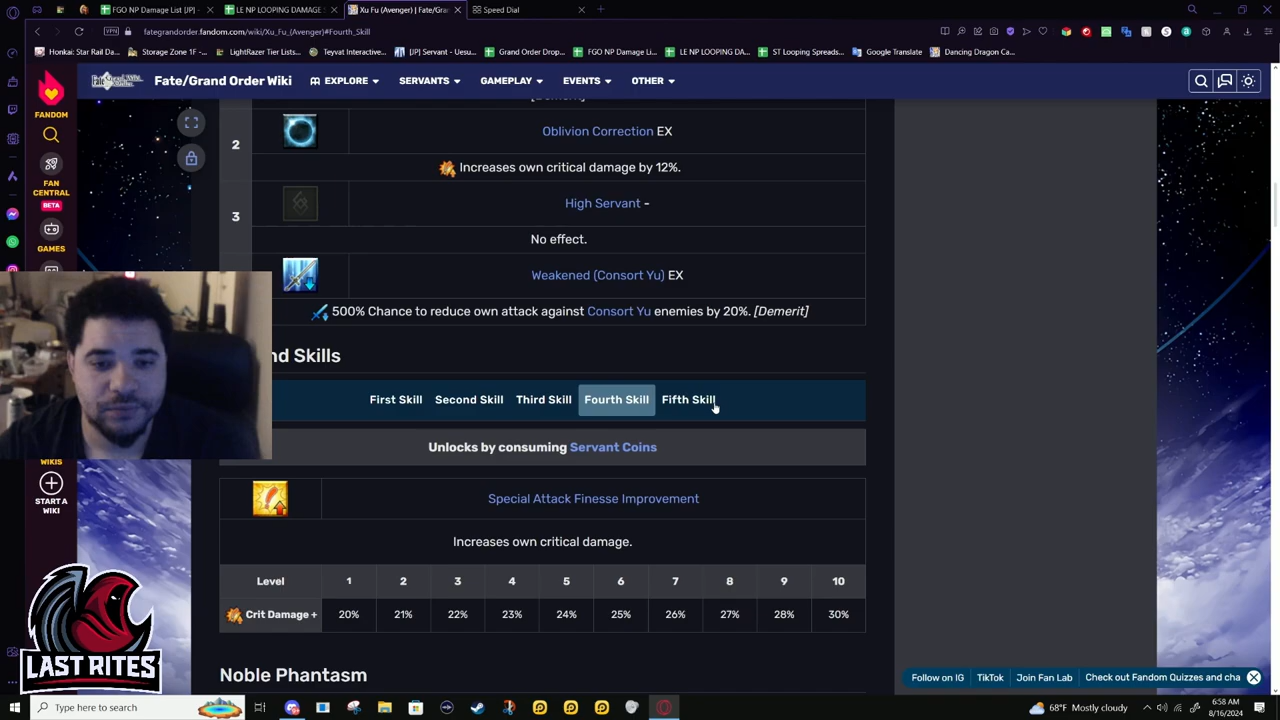 FGO NP Damage List [JP]
LE NP LOOPING DAMAGE
Xu Fu (Avenger) | Fate/Gra
Speed Dial
VPN
fategrandorder.fandom.com/wiki/Xu_Fu_(Avenger)#Fourth_Skill
Honkai: Star Rail Da...
Storage Zone 1F -...
LightRazer Tier Lists...
Teyvat Interactive...
[JP] Servant - Uesu...
Grand Order Drop...
FGO NP Damage Li...
LE NP LOOPING DA...
ST Looping Spreads...
Google Translate
Dancing Dragon Ca...
Fate/Grand Order Wiki
EXPLORE
SERVANTS
GAMEPLAY
EVENTS
OTHER
FANDOM
FAN
CENTRAL
BETA
GAMES
WIKIS
START A
WIKI
[Demerit]
2
Oblivion Correction EX
Increases own critical damage by 12%.
3
High Servant -
No effect.
Weakened (Consort Yu) EX
500% Chance to reduce own attack against Consort Yu enemies by 20%. [Demerit]
nd Skills
First Skill
Second Skill
Third Skill
Fourth Skill
Fifth Skill
Unlocks by consuming Servant Coins
Special Attack Finesse Improvement
Increases own critical damage.
Level 1 2 3 4 5 6 7 8 9 10
Crit Damage + 20% 21% 22% 23% 24% 25% 26% 27% 28% 30%
Noble Phantasm
LAST RITES
Follow on IG
TikTok
Join Fan Lab
Check out Fandom Quizzes and cha
Type here to search
68°F Mostly cloudy
6:58 AM
8/16/2024